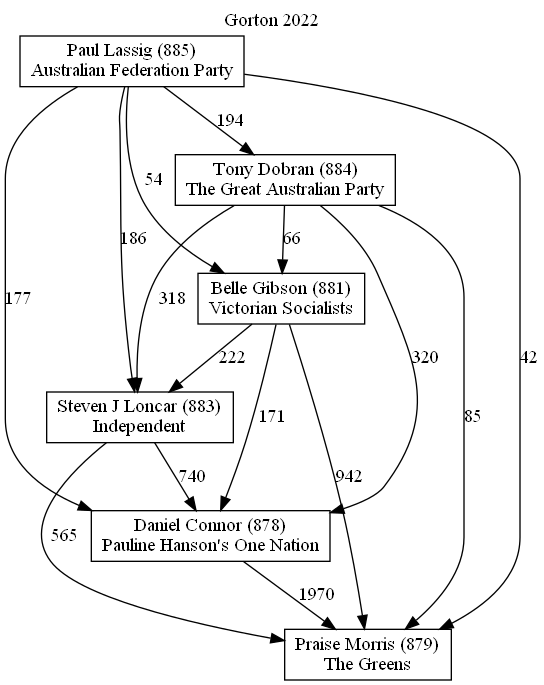 Gorton 2022
Paul Lassig (885)
Australian Federation Party
194
Tony Dobran (884)
The Great Australian Party
54
186
66
Belle Gibson (881)
Victorian Socialists
177
318
222
320
42
Steven J Loncar (883)
Independent
171
85
740
942
565
Daniel Connor (878)
Pauline Hanson's One Nation
1970
Praise Morris (879)
The Greens